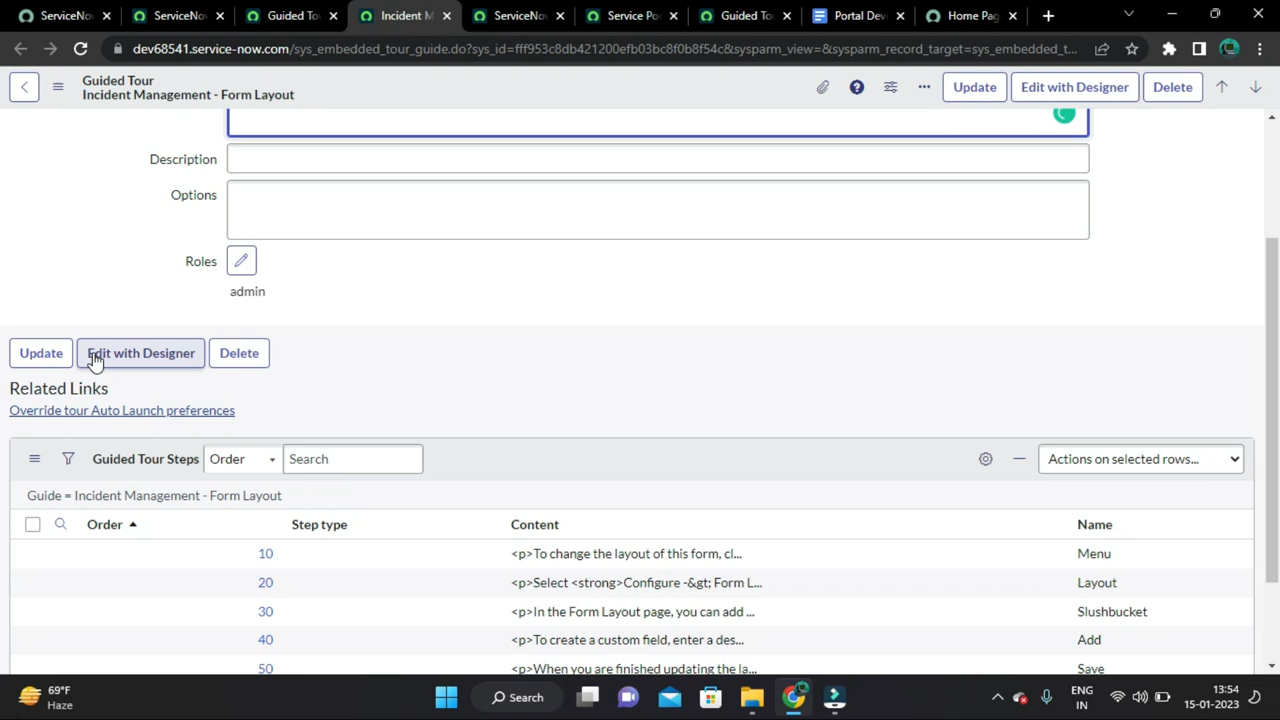 ServiceNo
ServiceNo
Guided To
Incident M
ServiceNo
Service Po
Guided To
Portal Dev
Home Pag
dev68541.service-now.com/sys_embedded_tour_guide.do?sys_id=fff953c8db421200efb03bc8f0b8f54c&sysparm_view=&sysparm_record_target=sys_embedded_t...
Guided Tour
Incident Management - Form Layout
Update
Edit with Designer
Delete
Description
Options
Roles
admin
Update
Edit with Designer
Delete
Related Links
Override tour Auto Launch preferences
Guided Tour Steps Order Search
Actions on selected rows...
Guide = Incident Management - Form Layout
Order Step type Content Name
10 <p>To change the layout of this form, cl... Menu
20 <p>Select <strong>Configure -&gt; Form L... Layout
30 <p>In the Form Layout page, you can add ... Slushbucket
40 <p>To create a custom field, enter a des... Add
50 <p>When you are finished updating the la... Save
69°F
Haze
Search
ENG
IN
13:54
15-01-2023